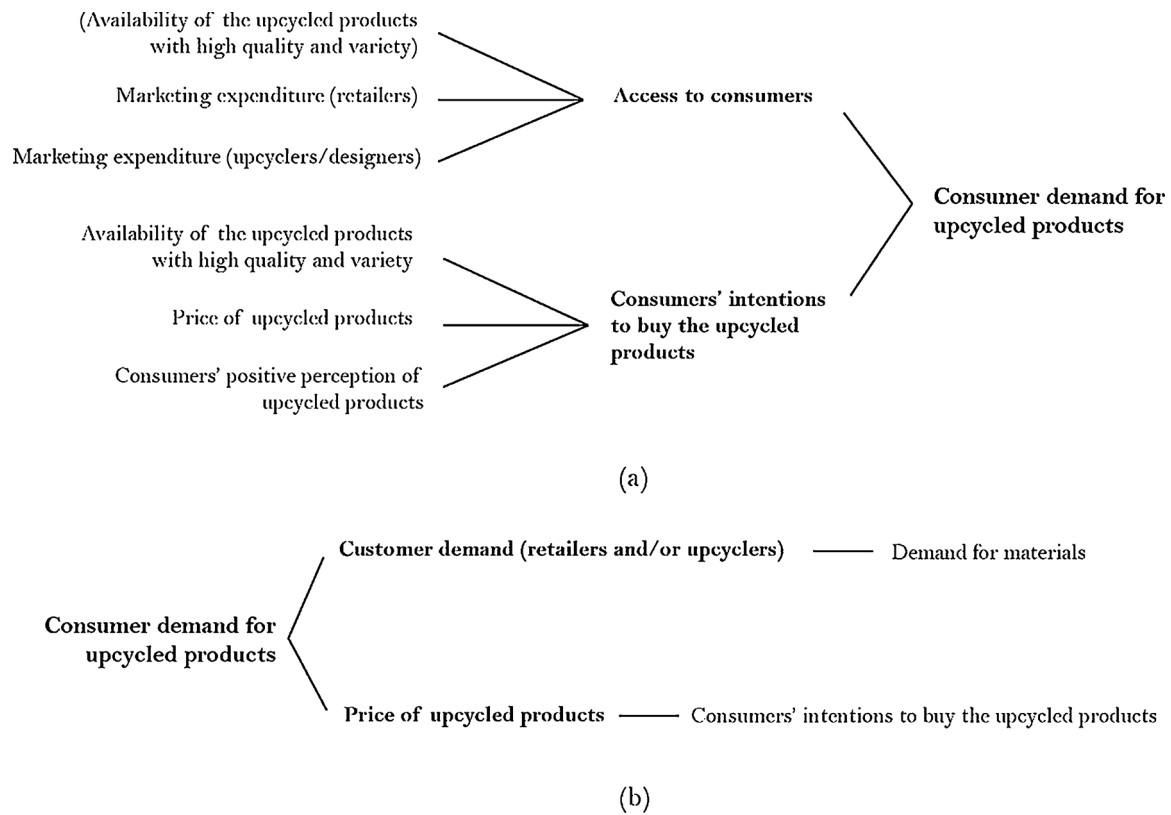 (Availability of the upcycled products
with high quality and variety)
Marketing expenditure (retailers)
Access to consumers
Marketing expenditure (upcyclers/designers)
Consumer demand for
upcycled products
Availability of the upcycled products
with high quality and variety
Price of upcycled products
Consumers' intentions
to buy the upcycled
products
Consumers' positive perception of
upcycled products
(a)
Customer demand (retailers and/or upcyclers)
Demand for materials
Consumer demand for
upcycled products
Price of upcycled products
Consumers' intentions to buy the upcycled products
(b)